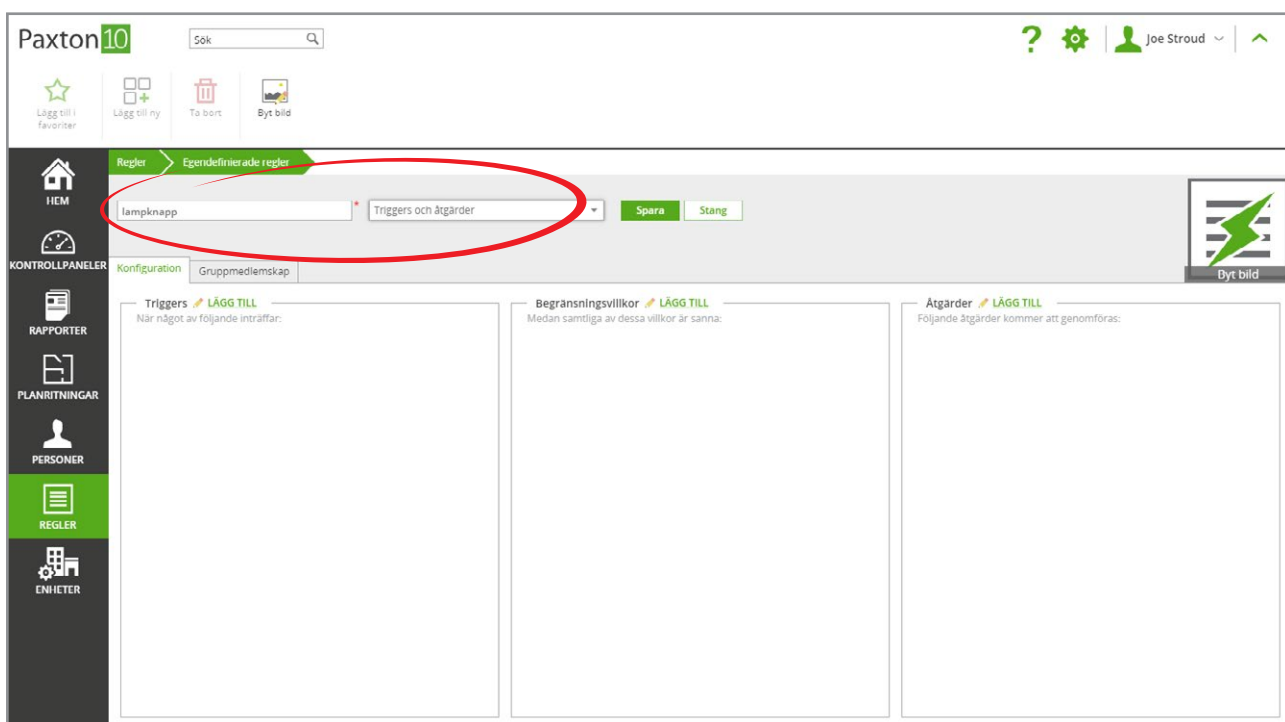 Paxton 10
Sök
? Joe Stroud
Lägg till i
favoriter
Lägg till ny
Ta bort
Byt bild
Regler Egendefinierade regler
HEM
KONTROLLPANELER
RAPPORTER
PLANRITNINGAR
PERSONER
REGLER
ENHETER
lampknapp * Triggers och åtgärder Spara Stang
Byt bild
Konfiguration Gruppmedlemskap
Triggers LÄGG TILL
När något av följande inträffar:
Begränsningsvillkor LÄGG TILL
Medan samtliga av dessa villkor är sanna:
Åtgärder LÄGG TILL
Följande åtgärder kommer att genomföras: